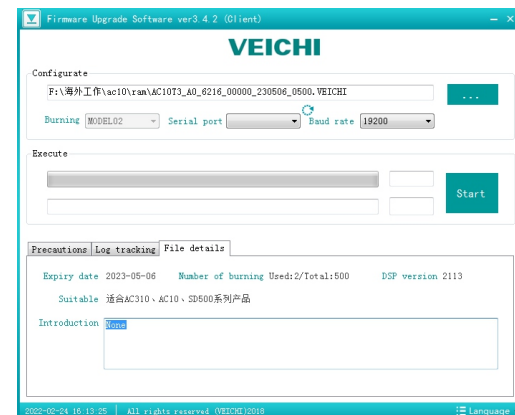 Firmware Upgrade Software ver3.4.2 (Client)
VEICHI
Configurate
F:\海外工作\ac10\ram\AC10T3_A0_6216_00000_230506_0500.VEICHI
...
Burning MODEL02 Serial port Baud rate 19200
Execute
Start
Precautions Log tracking File details
Expiry date 2023-05-06 Number of burning Used:2/Total:500 DSP version 2113
Suitable 适合AC310、AC10、SD500系列产品
Introduction None
2022-02-24 16:13:25 All rights reserved (VEICHI)2018 Language